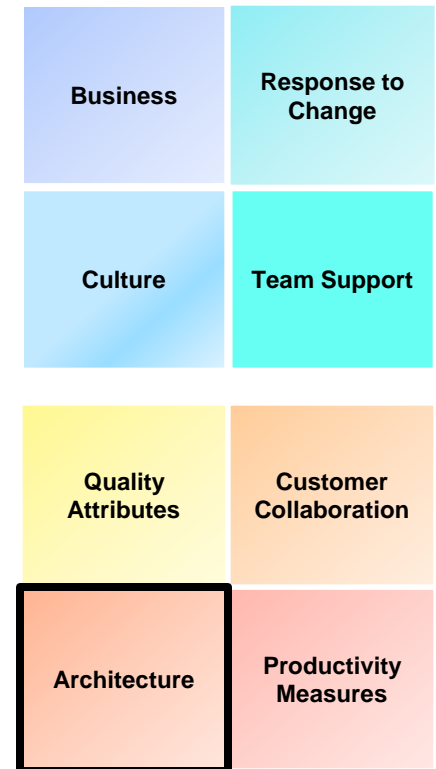 Business
Response to
Change
Culture
Team Support
Quality
Attributes
Customer
Collaboration
Architecture
Productivity
Measures